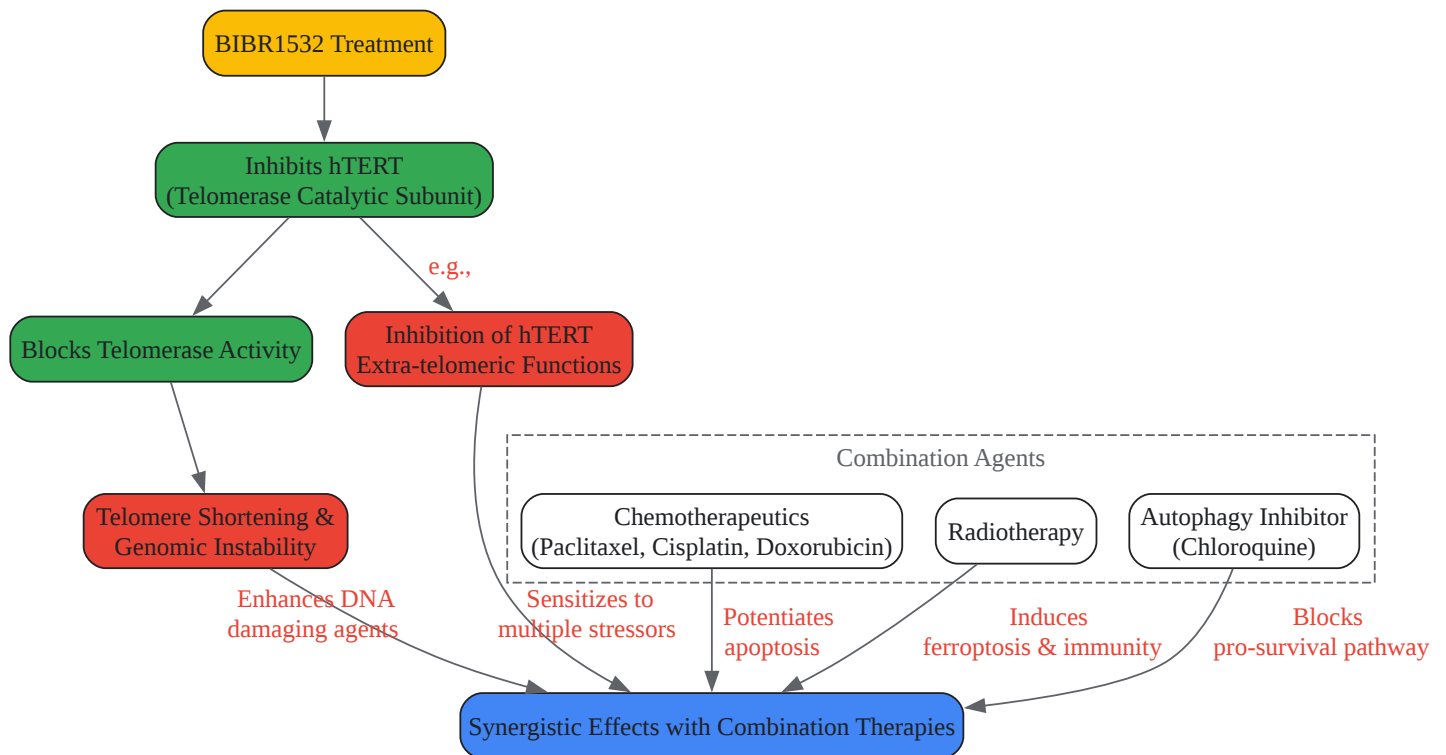 BIBR1532 Treatment
Inhibits hTERT
(Telomerase Catalytic Subunit)
e.g.,
Blocks Telomerase Activity
Inhibition of hTERT
Extra-telomeric Functions
Combination Agents
Telomere Shortening &
Genomic Instability
Chemotherapeutics
(Paclitaxel, Cisplatin, Doxorubicin)
Radiotherapy
Autophagy Inhibitor
(Chloroquine)
Enhances DNA
damaging agents
Sensitizes to
multiple stressors
Potentiates
apoptosis
Induces
ferroptosis & immunity
Blocks
pro-survival pathway
Synergistic Effects with Combination Therapies